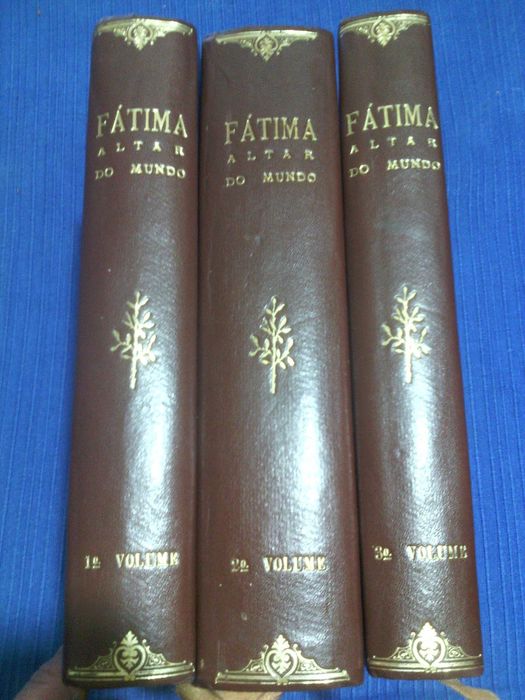 FÁTIMA
ALTAR
DO MUNDO
1º VOLUME
FÁTIMA
ALTAR
DO MUNDO
2º VOLUME
FÁTIMA
ALTAR
DO MUNDO
3º VOLUME